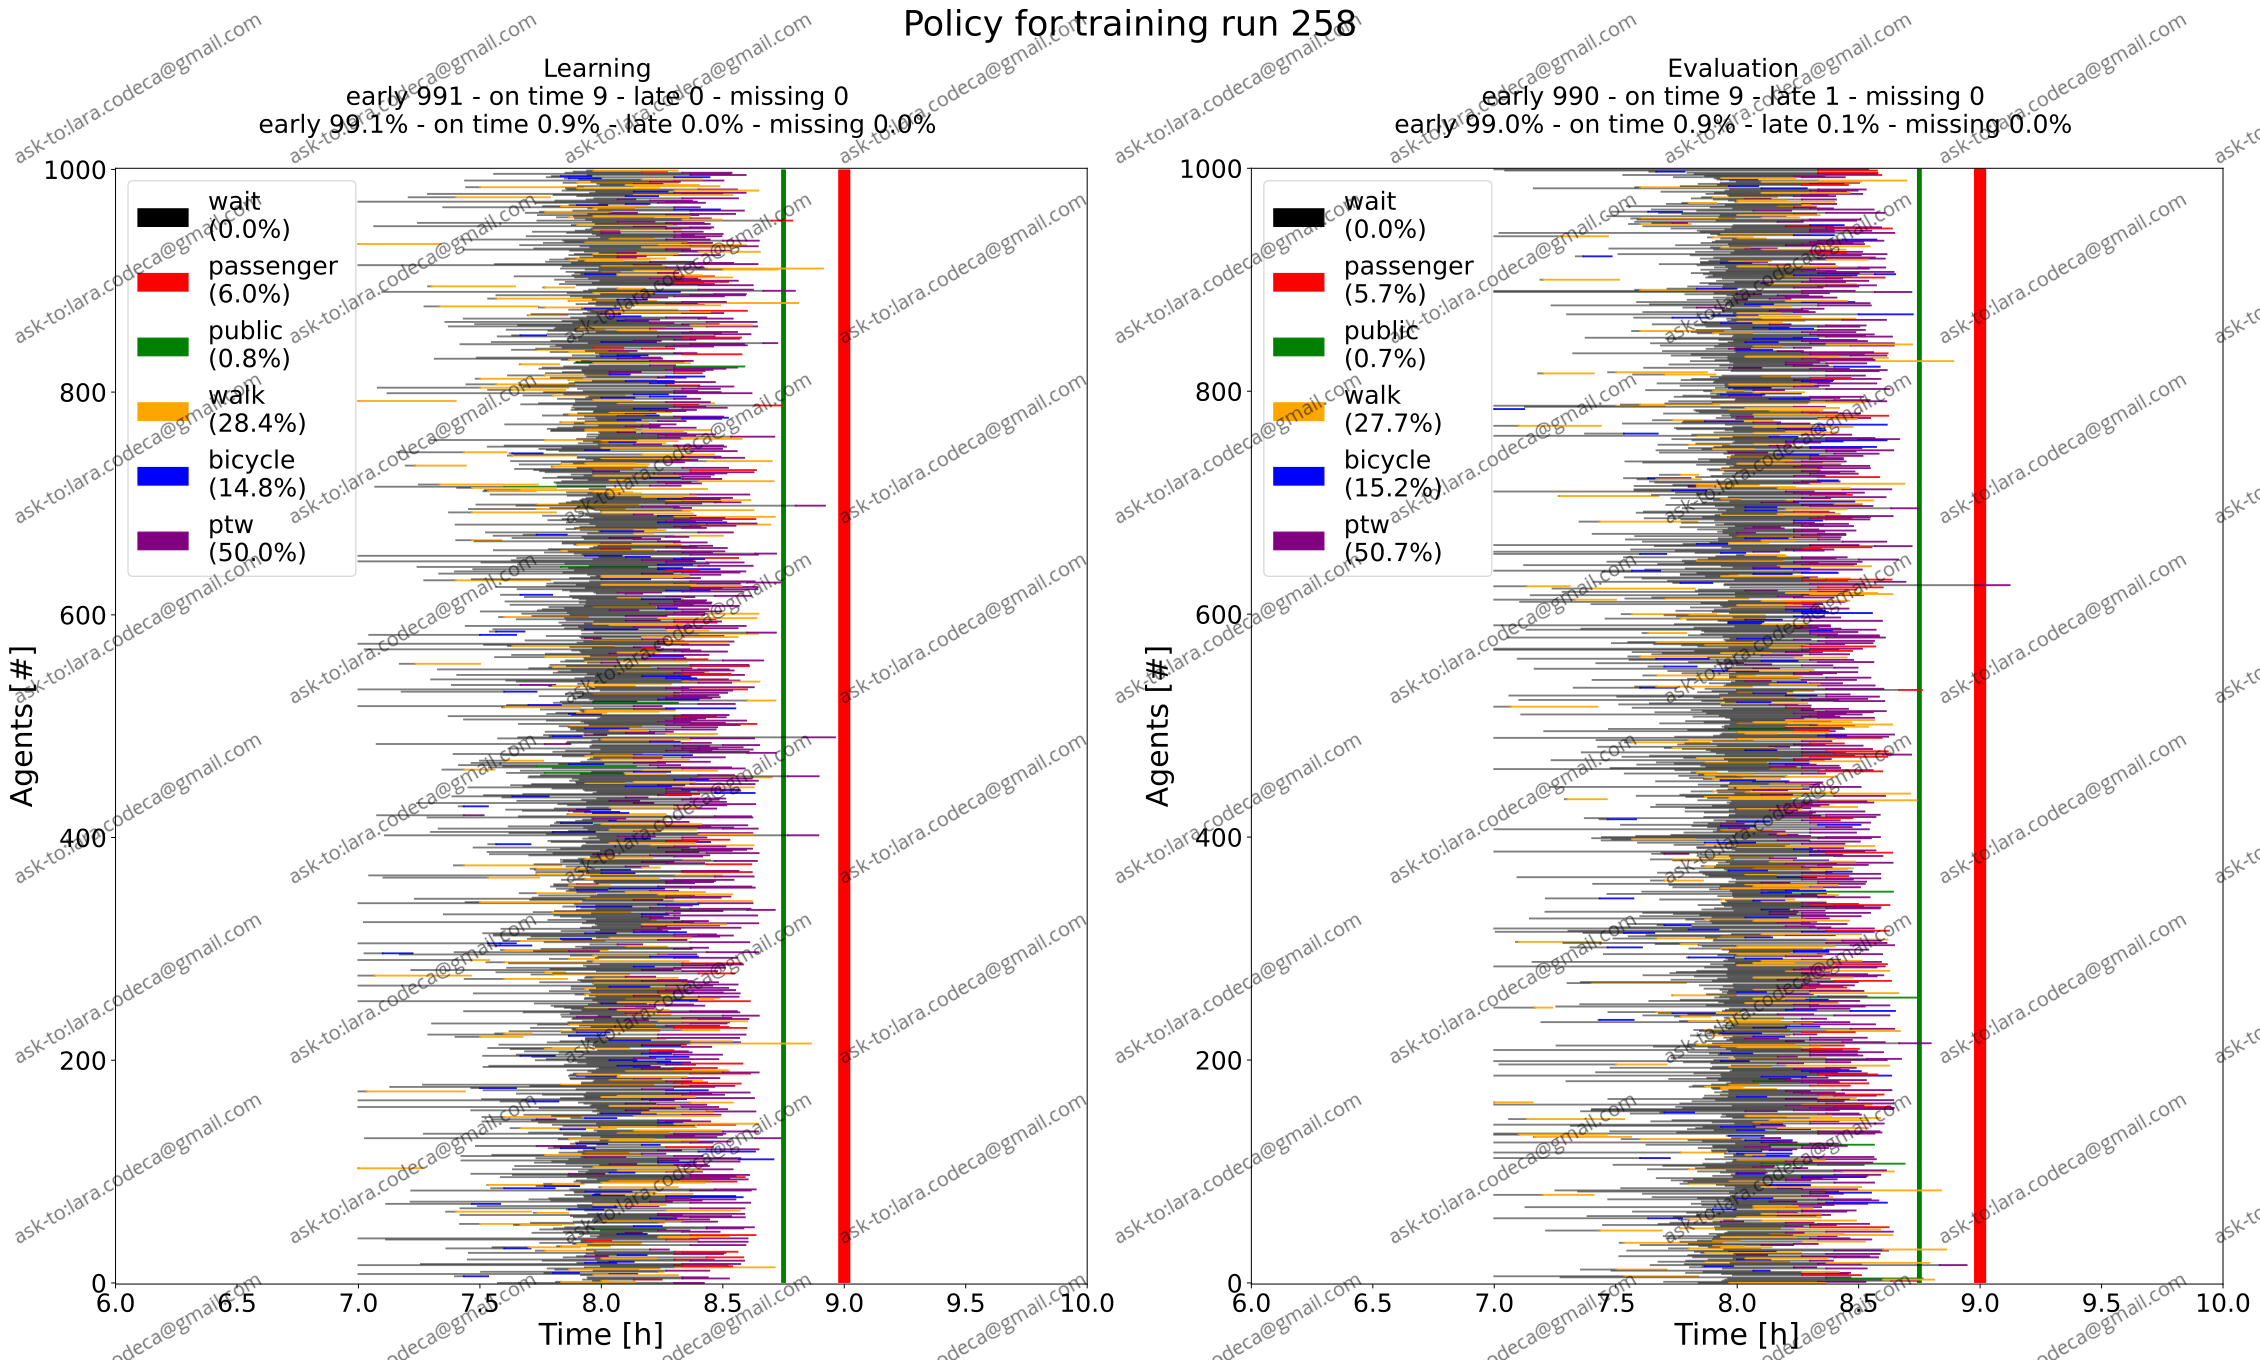 Policy for training run 258
Learning
early 991 - on time 9 - late 0 - missing 0
early 99.1% - on time 0.9% - late 0.0% - missing 0.0%
1000
800
600
400
200
0
Agents [#]
wait
(0.0%)
passenger
(6.0%)
public
(0.8%)
walk
(28.4%)
bicycle
(14.8%)
ptw
(50.0%)
6.0 6.5 7.0 7.5 8.0 8.5 9.0 9.5 10.0
Time [h]
Evaluation
early 990 - on time 9 - late 1 - missing 0
early 99.0% - on time 0.9% - late 0.1% - missing 0.0%
1000
800
600
400
200
0
Agents [#]
wait
(0.0%)
passenger
(5.7%)
public
(0.7%)
walk
(27.7%)
bicycle
(15.2%)
ptw
(50.7%)
6.0 6.5 7.0 7.5 8.0 8.5 9.0 9.5 10.0
Time [h]
ask-to:lara.codeca@gmail.com